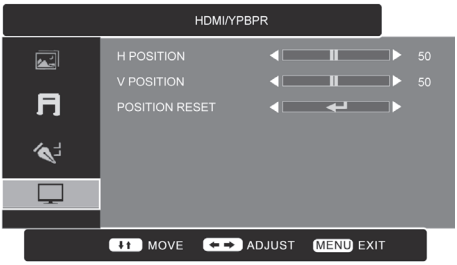 HDMI/YPBPR
H POSITION 50
V POSITION 50
POSITION RESET
MOVE ADJUST MENU EXIT